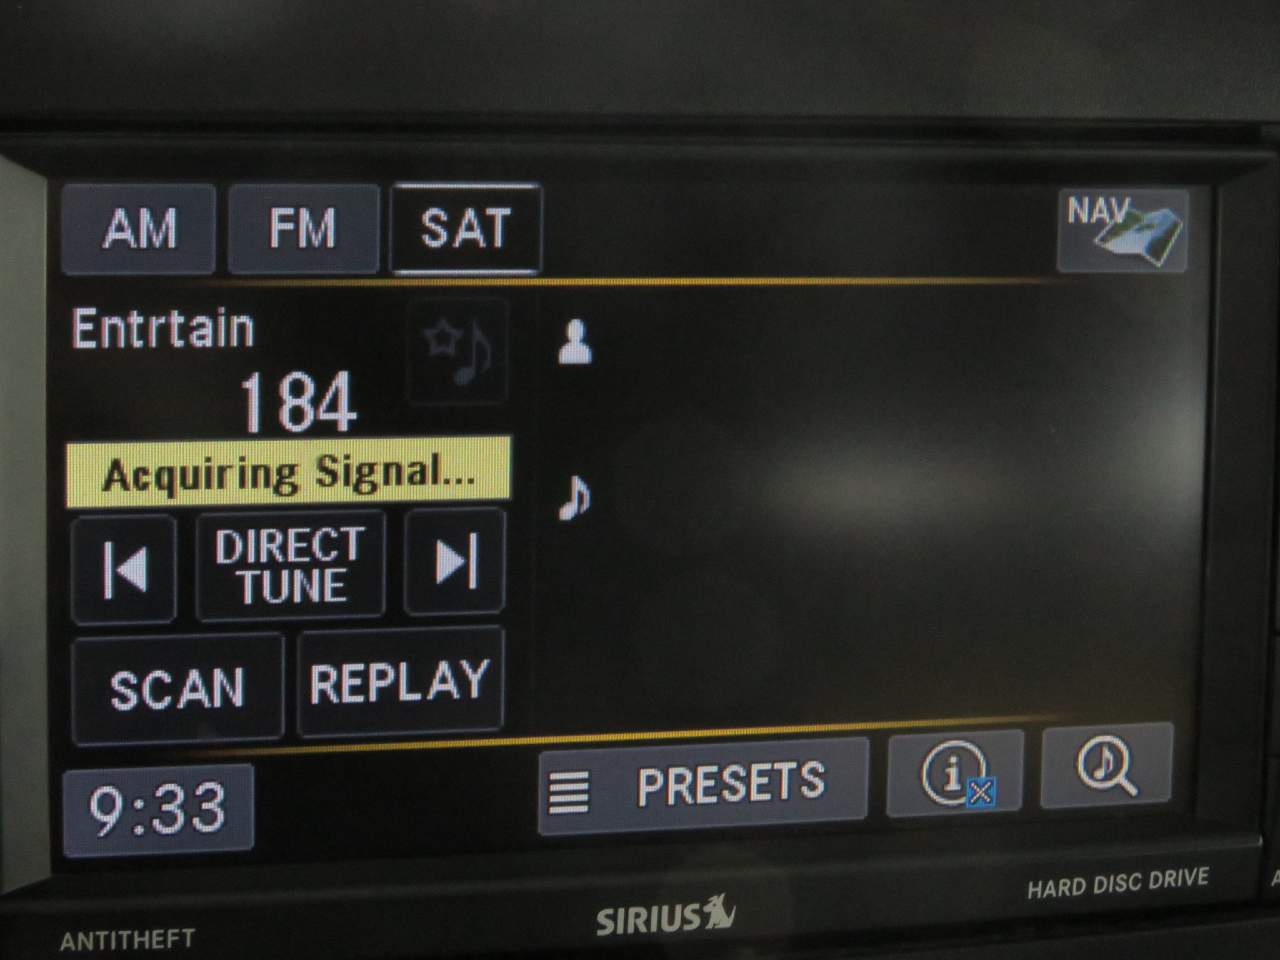 AM FM SAT NAV
Entrtain
184
Acquiring Signal...
DIRECT
TUNE
SCAN REPLAY
9:33 PRESETS i
HARD DISC DRIVE
SIRIUS
ANTITHEFT